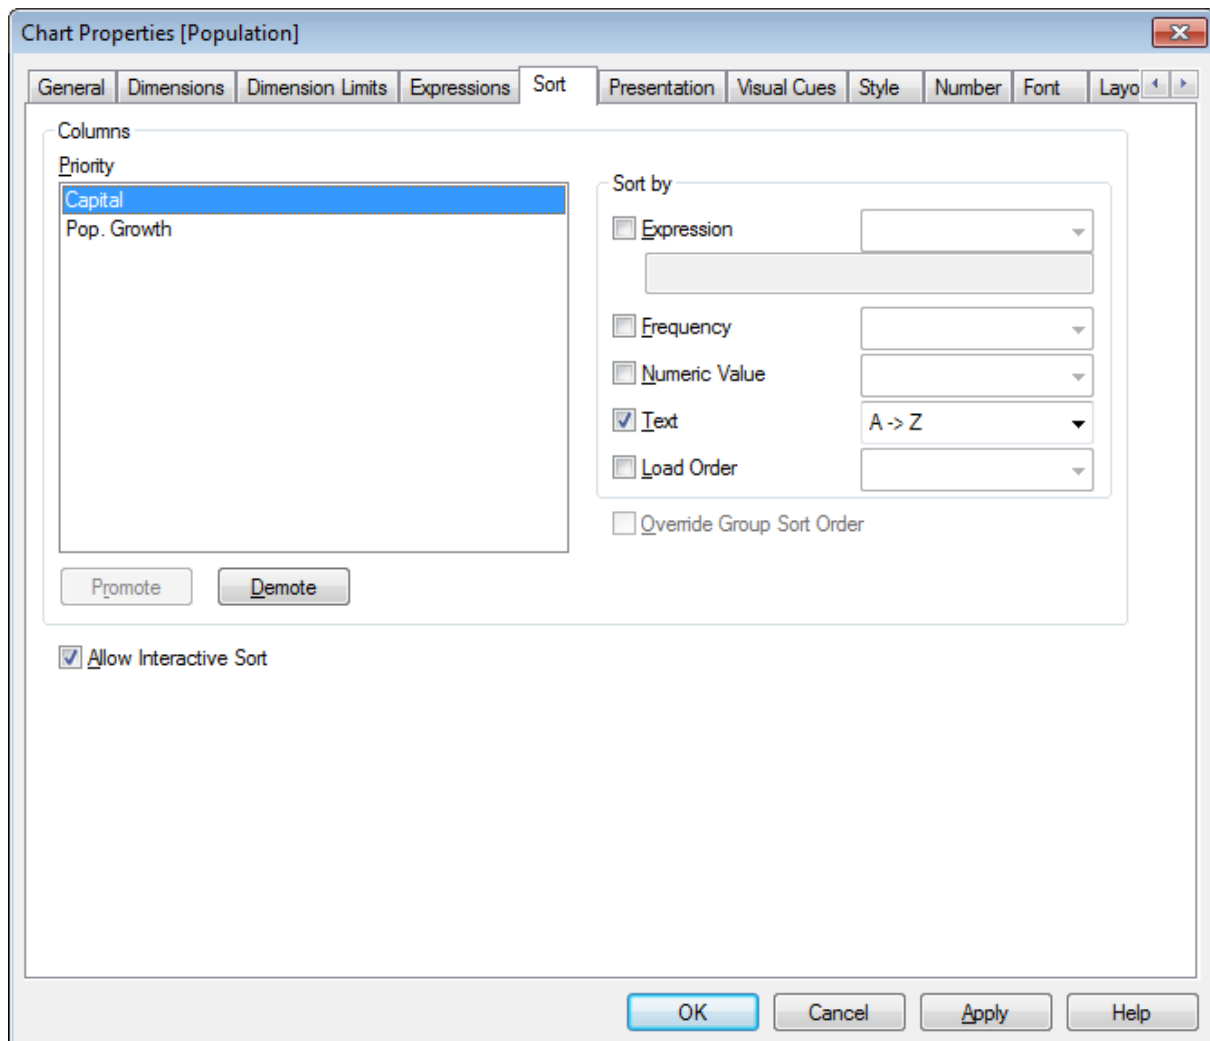 Chart Properties [Population]
General Dimensions Dimension Limits Expressions Sort Presentation Visual Cues Style Number Font Layo
Columns
Priority
Capital
Pop. Growth
Sort by
Expression
Frequency
Numeric Value
Text A -> Z
Load Order
Override Group Sort Order
Promote Demote
Allow Interactive Sort
OK Cancel Apply Help